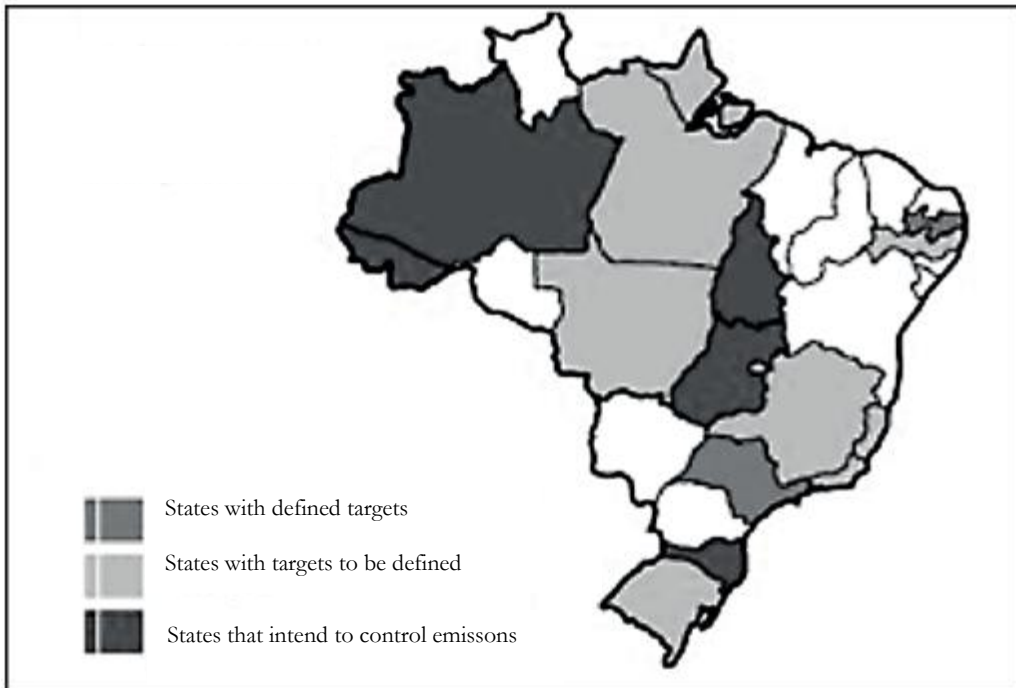 States with defined targets
States with targets to be defined
States that intend to control emissons